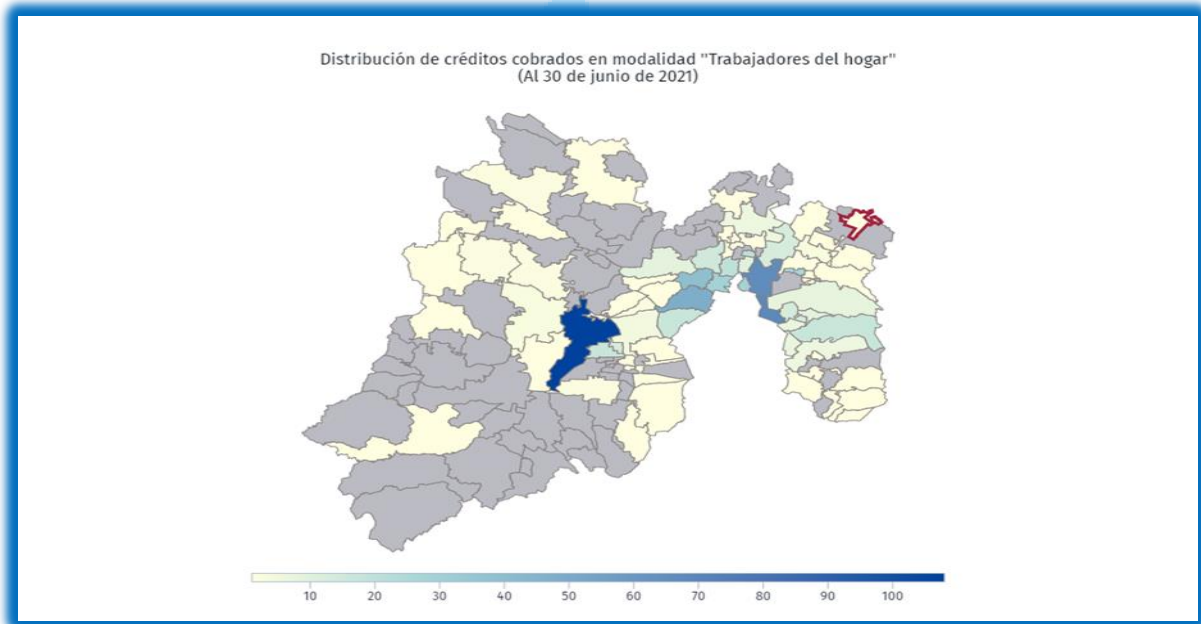 Distribución de créditos cobrados en modalidad "Trabajadores del hogar"
(Al 30 de junio de 2021)
10 20 30 40 50 60 70 80 90 100